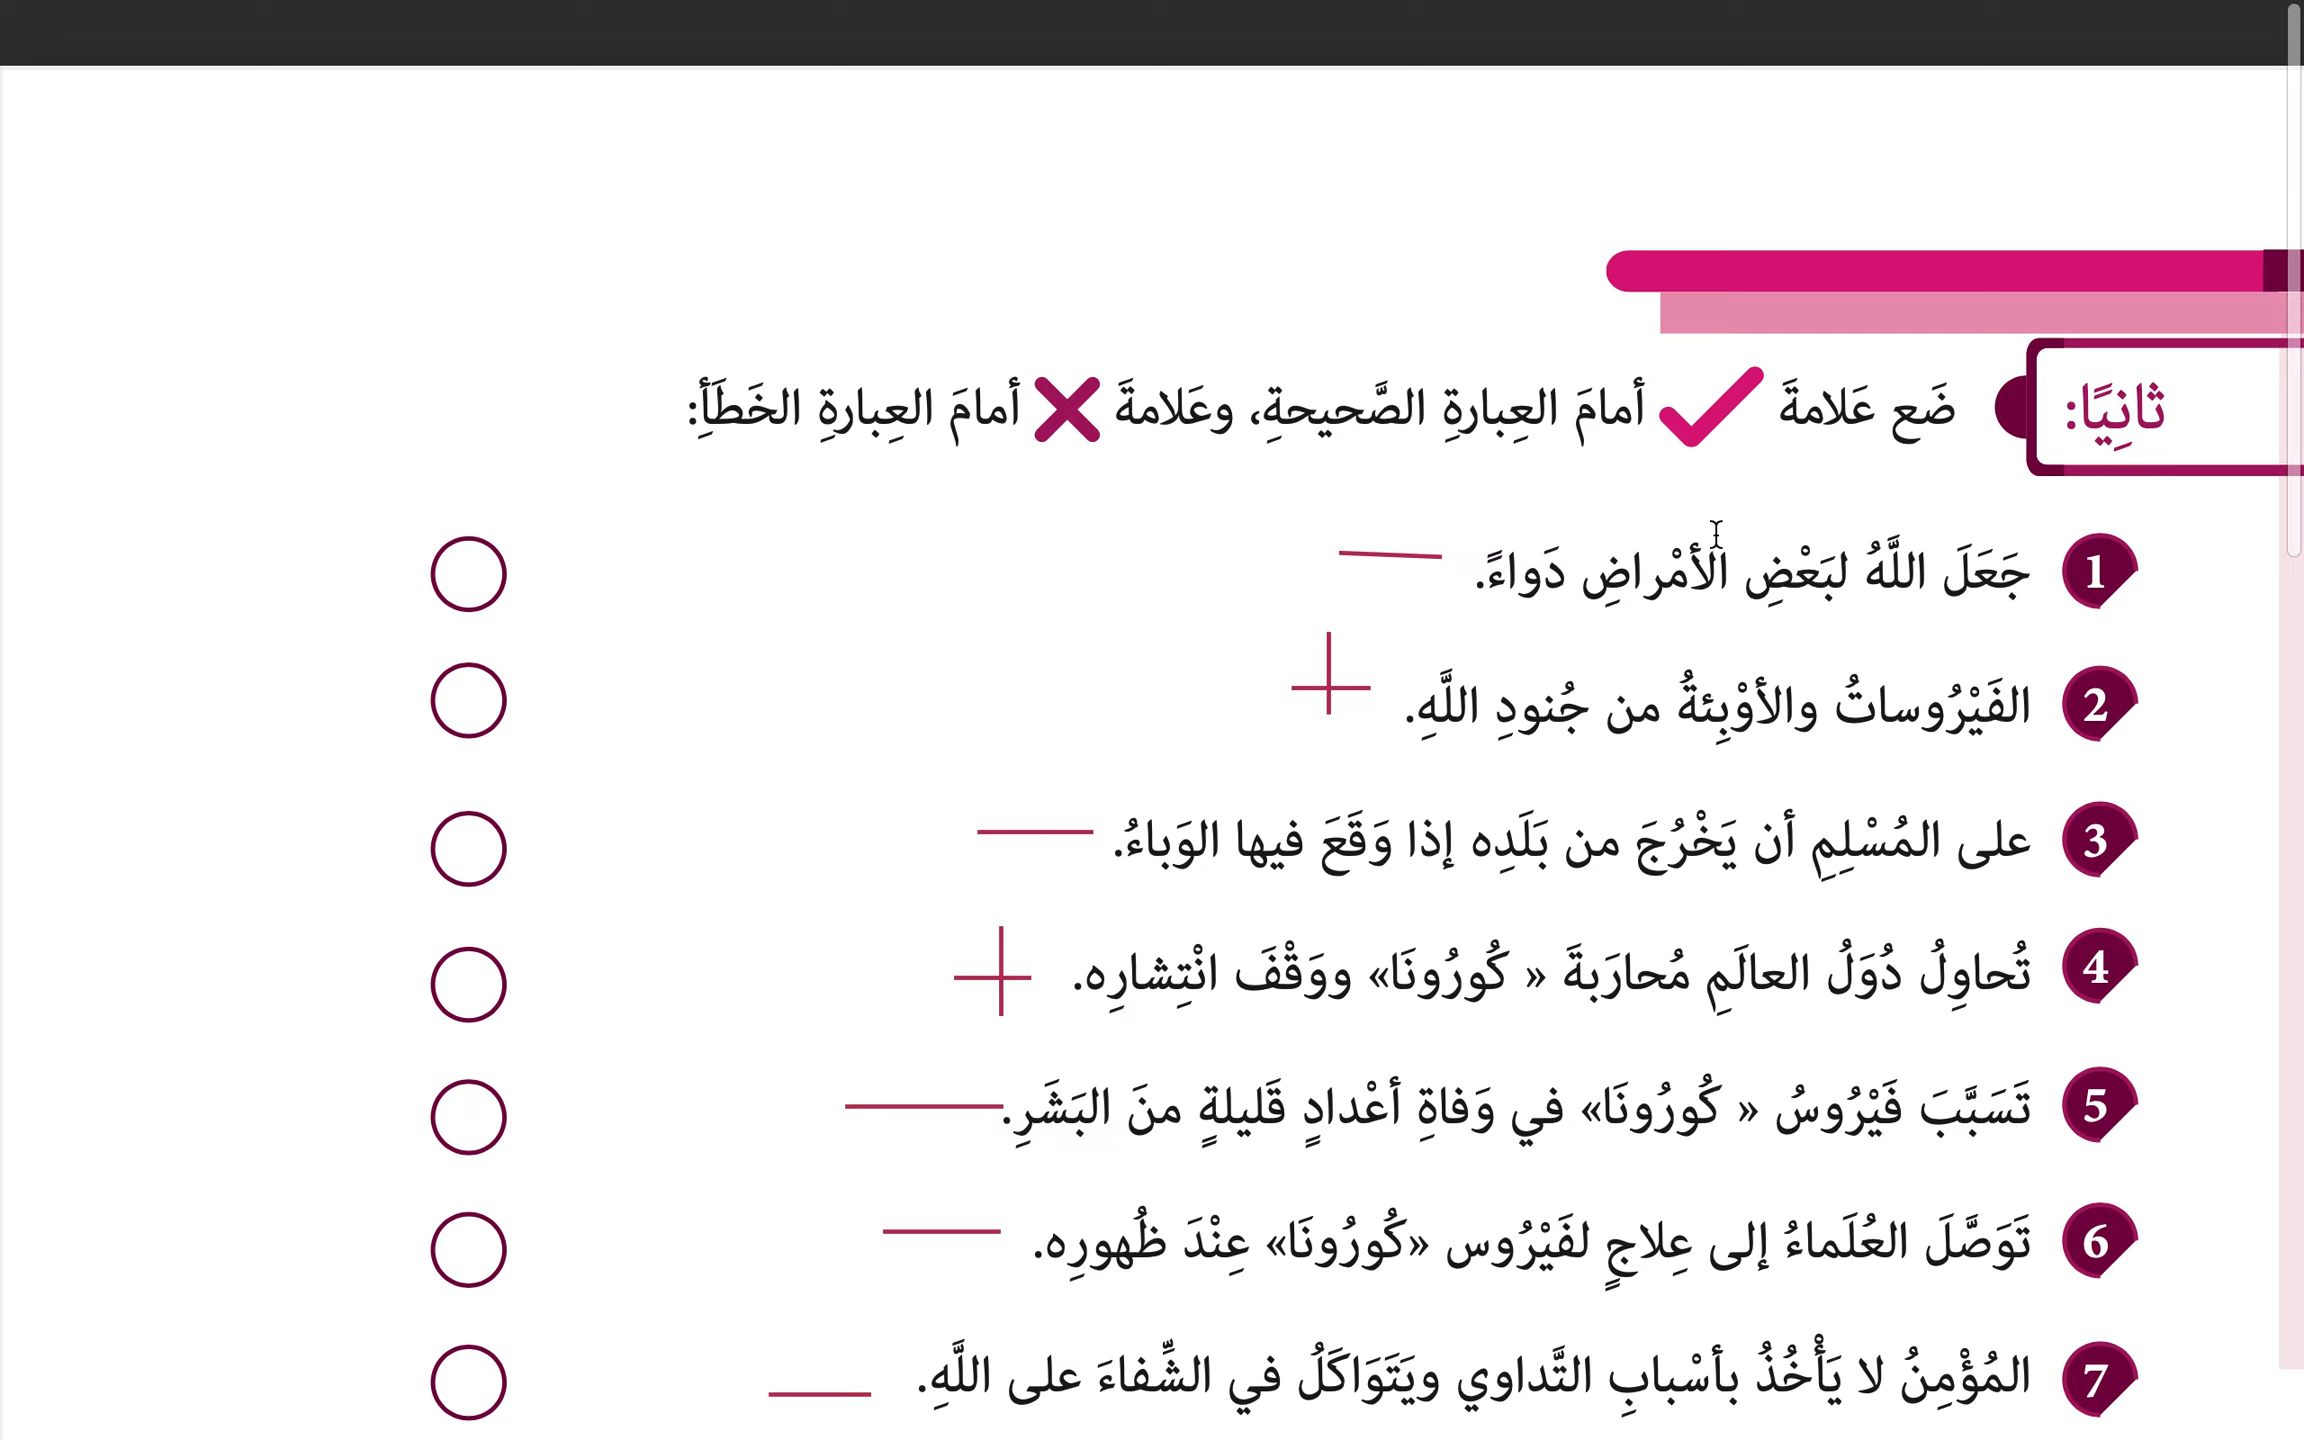 ثانِيًا: ضَع عَلامةَ ✓ أمامَ العِبارةِ الصَّحيحةِ، وعَلامةَ ✗ أمامَ العِبارةِ الخَطَأِ:
1 جَعَلَ اللَّهُ لبَعْضِ الأمْراضِ دَواءً. —
2 الفَيْرُوساتُ والأوْبِئةُ من جُنودِ اللَّهِ. +
3 على المُسْلِمِ أن يَخْرُجَ من بَلَدِه إذا وَقَعَ فيها الوَباءُ. —
4 تُحاوِلُ دُوَلُ العالَمِ مُحارَبةَ « كُورُونَا» ووَقْفَ انْتِشارِه. +
5 تَسَبَّبَ فَيْرُوسُ « كُورُونَا» في وَفاةِ أعْدادٍ قَليلةٍ منَ البَشَرِ. —
6 تَوَصَّلَ العُلَماءُ إلى عِلاجٍ لفَيْرُوس «كُورُونَا» عِنْدَ ظُهورِه. —
7 المُؤْمِنُ لا يَأْخُذُ بأسْبابِ التَّداوي ويَتَوَاكَلُ في الشِّفاءَ على اللَّهِ. —